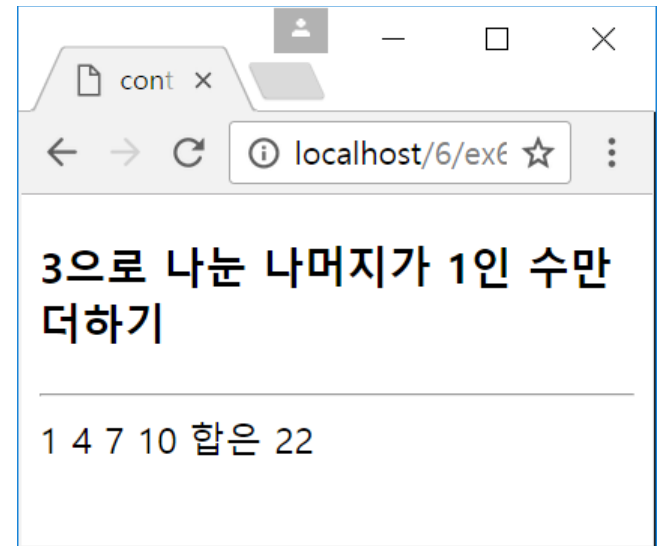 cont
localhost/6/ex6
3으로 나눈 나머지가 1인 수만
더하기
1 4 7 10 합은 22